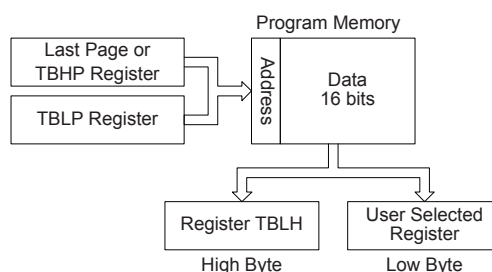 Program Memory
Last Page or
TBHP Register
TBLP Register
Address
Data
16 bits
Register TBLH
User Selected
Register
High Byte
Low Byte